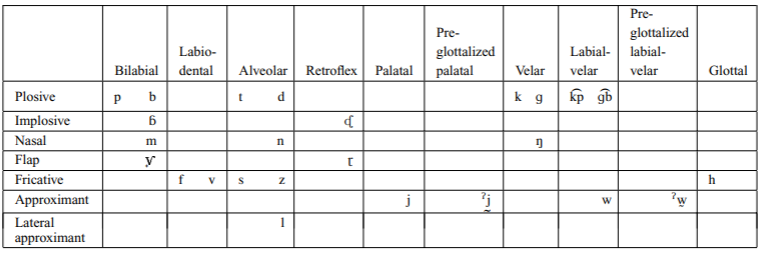 Pre-
Pre- glottalized
Labio- glottalized Labial- labial-
Bilabial dental Alveolar Retroflex Palatal palatal Velar velar velar Glottal
Plosive p b t d k ɡ k͡p ɡ͡b
Implosive ɓ ᶑ
Nasal m n ŋ
Flap ⱱ ɽ
Fricative f v s z h
Approximant j ˀj̰ w ˀw̰
Lateral l
approximant